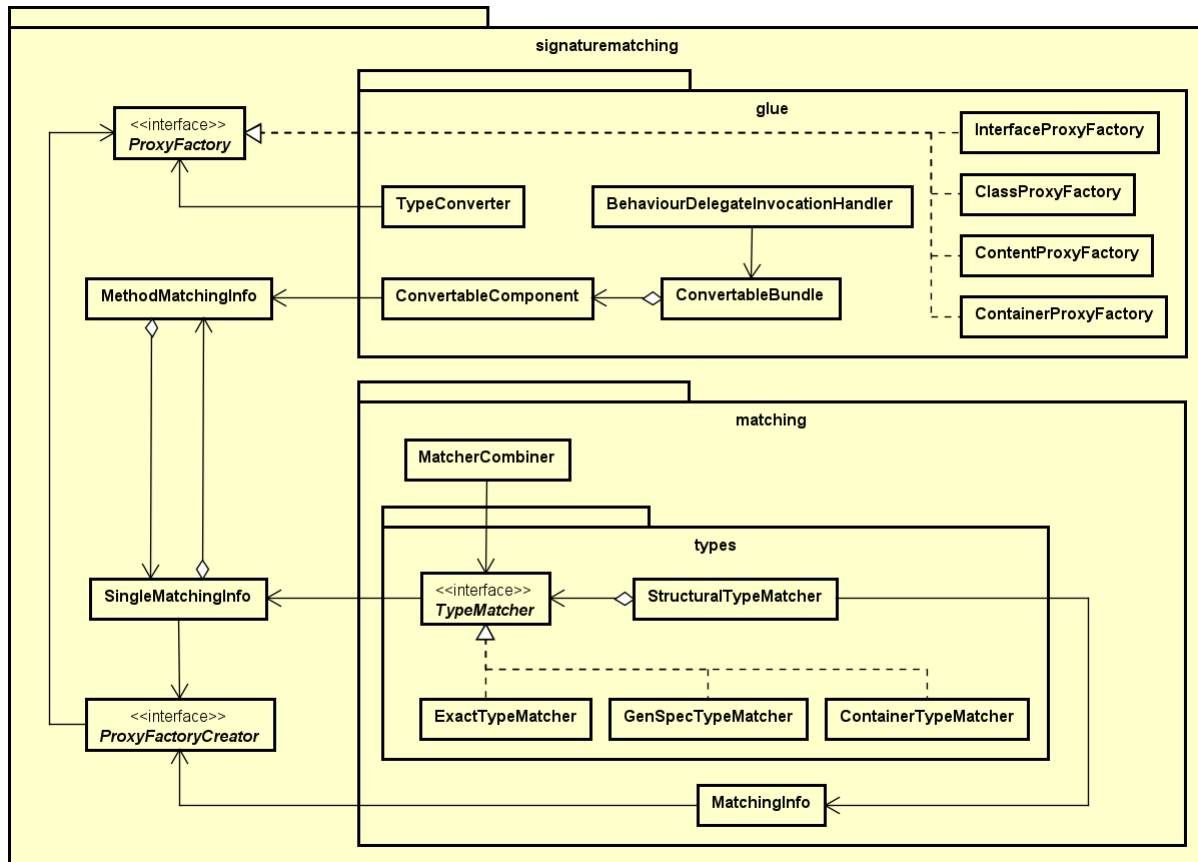 signaturematching
glue
<<interface>>
ProxyFactory
InterfaceProxyFactory
TypeConverter
BehaviourDelegateInvocationHandler
ClassProxyFactory
ContentProxyFactory
MethodMatchingInfo
ConvertableComponent
ConvertableBundle
ContainerProxyFactory
matching
MatcherCombiner
types
SingleMatchingInfo
<<interface>>
TypeMatcher
StructuralTypeMatcher
<<interface>>
ProxyFactoryCreator
ExactTypeMatcher
GenSpecTypeMatcher
ContainerTypeMatcher
MatchingInfo